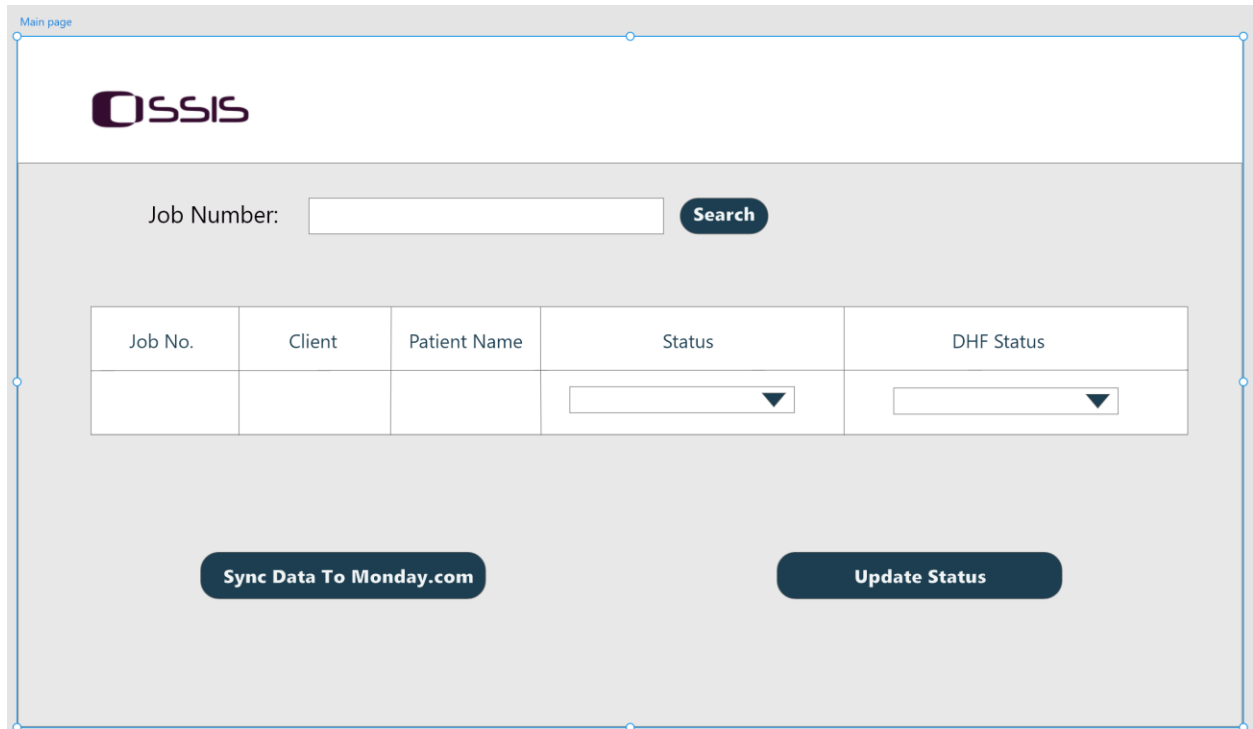 Main page
OSSIS
Job Number:
Search
Job No.
Client
Patient Name
Status
DHF Status
Sync Data To Monday.com
Update Status